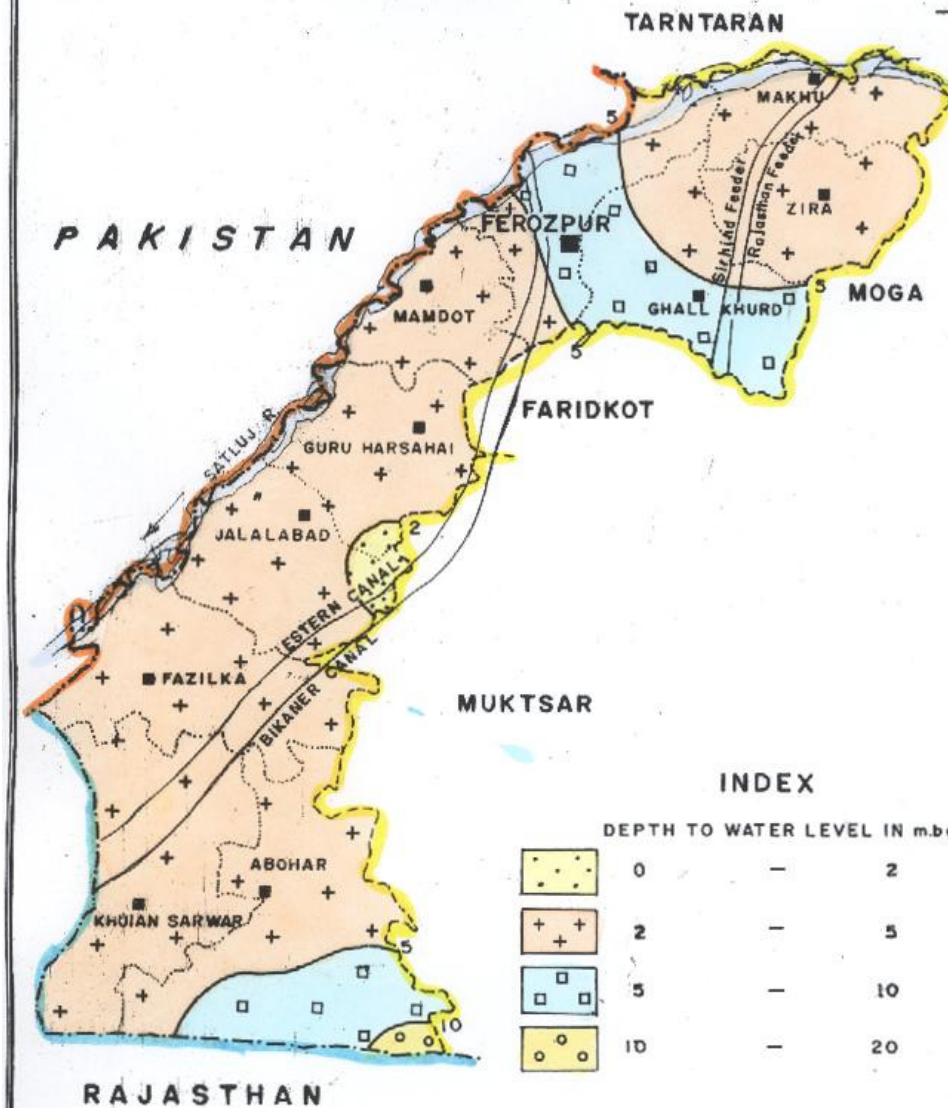 TARNTARAN
MAKHU
5
Sirhind Feeder
Rajasthan Feeder
ZIRA
PAKISTAN
FEROZPUR
5
MOGA
GHALL KHURD
MAMDOT
5
FARIDKOT
SATLUJ R.
GURU HARSAHAI
JALALABAD
2
ESTERN CANAL
BIKANER CANAL
FAZILKA
MUKTSAR
INDEX
DEPTH TO WATER LEVEL IN m.bg
0 — 2
2 — 5
5 — 10
10 — 20
ABOHAR
KHUIAN SARWAR
5
10
RAJASTHAN